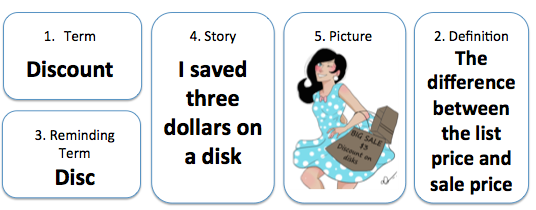 1. Term
Discount
3. Reminding
Term
Disc
4. Story
I saved
three
dollars on
a disk
5. Picture
BIG SALE
$3
Discount on
disks
2. Definition
The
difference
between
the list
price and
sale price